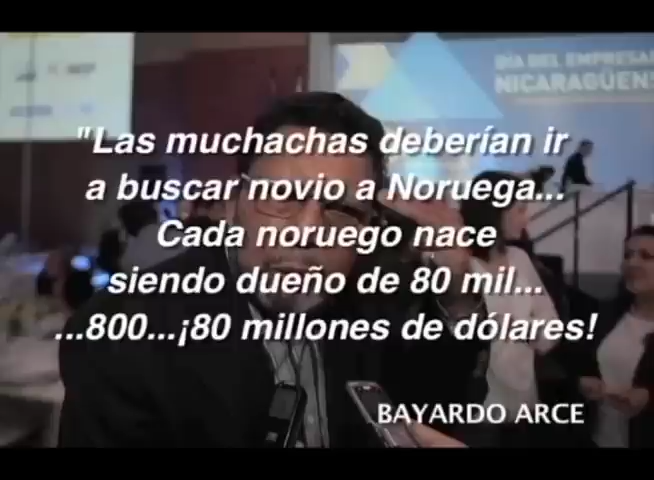 DÍA DEL EMPRESA
NICARAGÜENS
"Las muchachas deberían ir
a buscar novio a Noruega...
Cada noruego nace
siendo dueño de 80 mil...
...800...¡80 millones de dólares!
BAYARDO ARCE